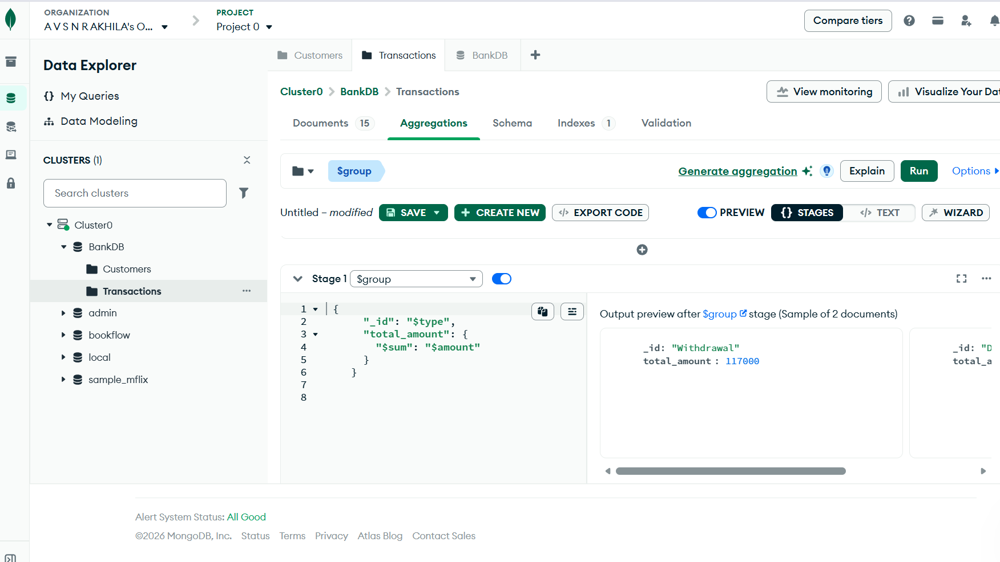 ORGANIZATION
A V S N R AKHILA's O...
PROJECT
Project 0
Compare tiers
Data Explorer
My Queries
Data Modeling
CLUSTERS (1)
Search clusters
Cluster0
BankDB
Customers
Transactions
admin
bookflow
local
sample_mflix
Customers
Transactions
BankDB
Cluster0 > BankDB > Transactions
View monitoring
Visualize Your Dat
Documents 15
Aggregations
Schema
Indexes 1
Validation
$group
Generate aggregation
Explain
Run
Options
Untitled – modified
SAVE
CREATE NEW
</> EXPORT CODE
PREVIEW
{} STAGES
</> TEXT
WIZARD
Stage 1 $group
1 {
2 "_id": "$type",
3 "total_amount": {
4 "$sum": "$amount"
5 }
6 }
7
8
Output preview after $group stage (Sample of 2 documents)
_id: "Withdrawal"
total_amount : 117000
_id: "D
total_a
Alert System Status: All Good
©2026 MongoDB, Inc. Status Terms Privacy Atlas Blog Contact Sales